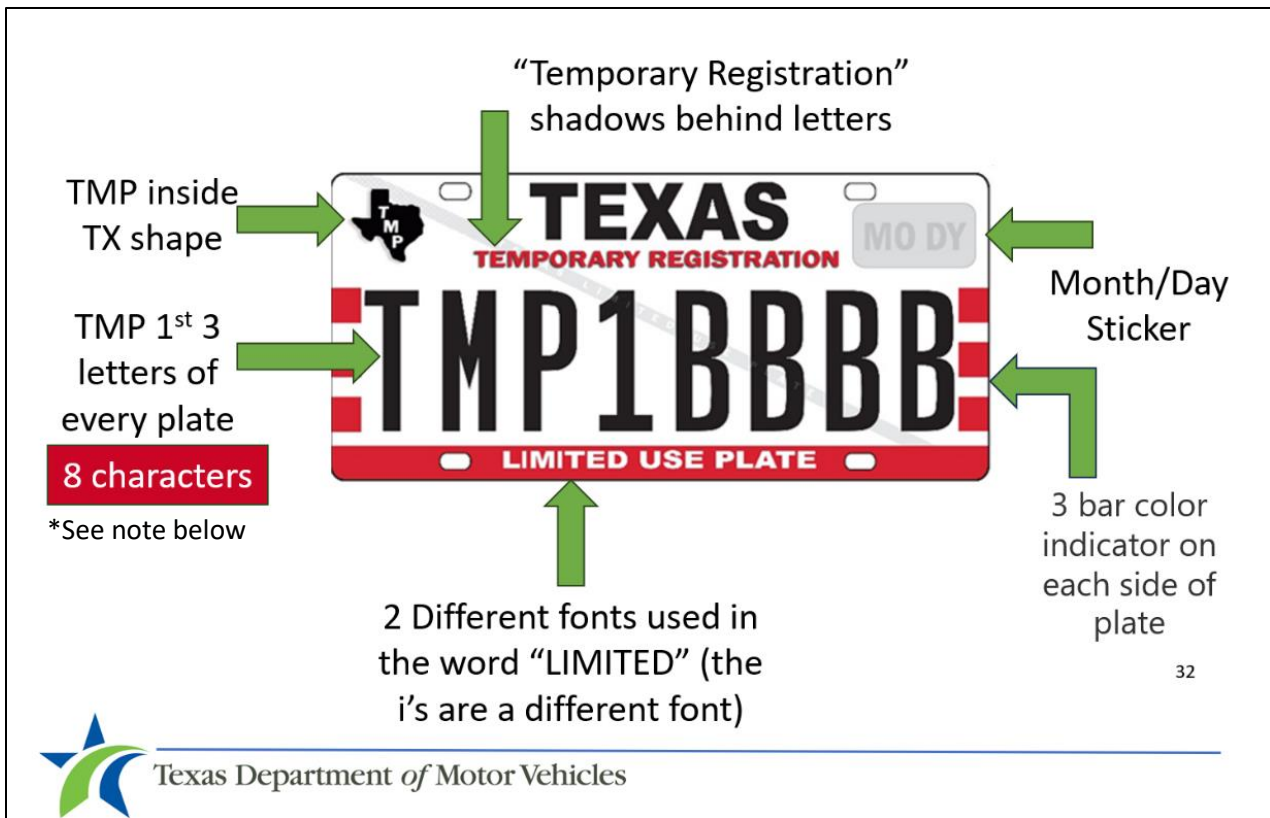 “Temporary Registration”
shadows behind letters
TMP inside
TX shape
TMP
TEXAS
TEMPORARY REGISTRATION
MO DY
Month/Day
Sticker
TMP 1st 3
letters of
every plate
8 characters
*See note below
TMP1BBBB
LIMITED USE PLATE
3 bar color
indicator on
each side of
plate
2 Different fonts used in
the word “LIMITED” (the
i’s are a different font)
32
Texas Department of Motor Vehicles